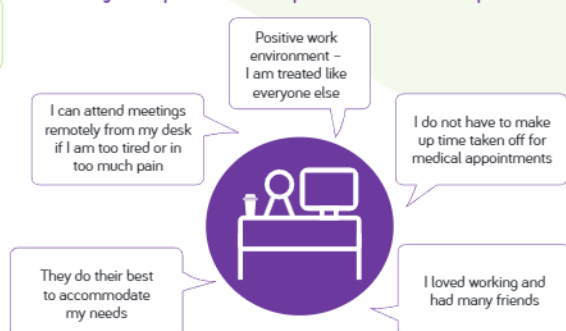 Positive work
environment –
I am treated like
everyone else
I can attend meetings
remotely from my desk
if I am too tired or in
too much pain
I do not have to make
up time taken off for
medical appointments
They do their best
to accommodate
my needs
I loved working and
had many friends